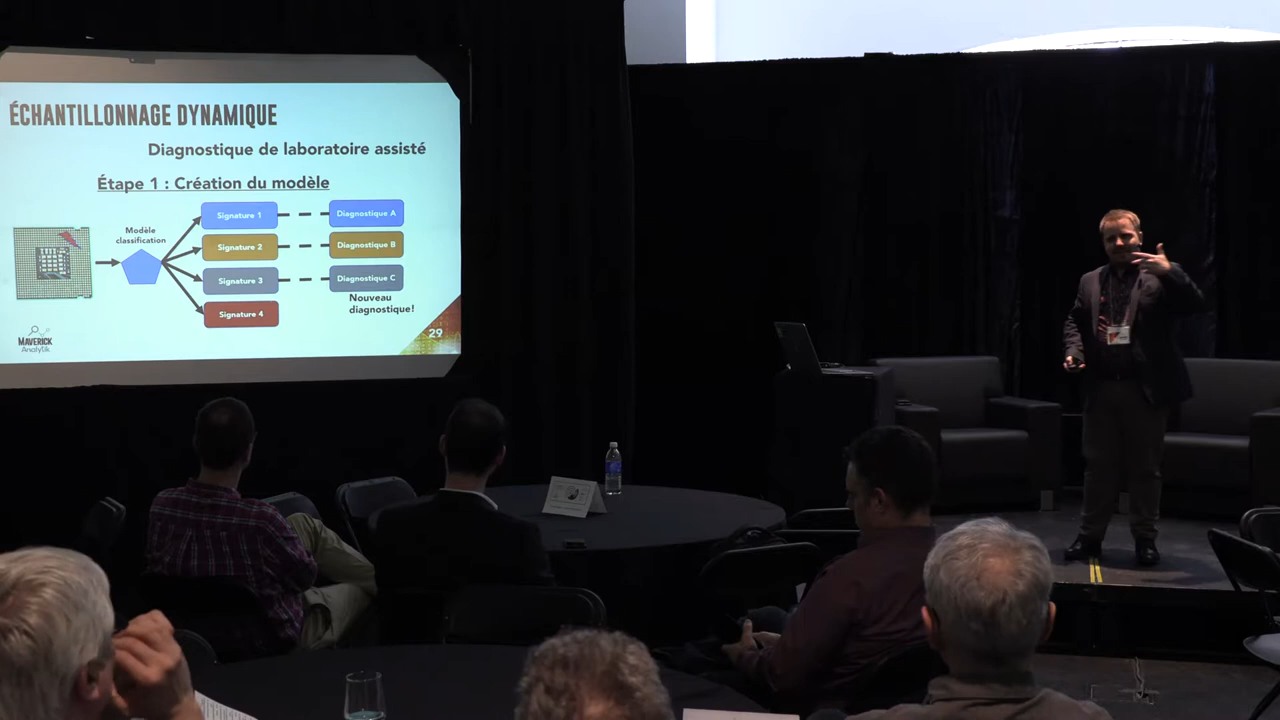 ÉCHANTILLONNAGE DYNAMIQUE
Diagnostique de laboratoire assisté
Étape 1 : Création du modèle
Modèle
classification
Signature 1
Diagnostique A
Signature 2
Diagnostique B
Signature 3
Diagnostique C
Nouveau
diagnostique!
Signature 4
MAVERICK
Analytik
29